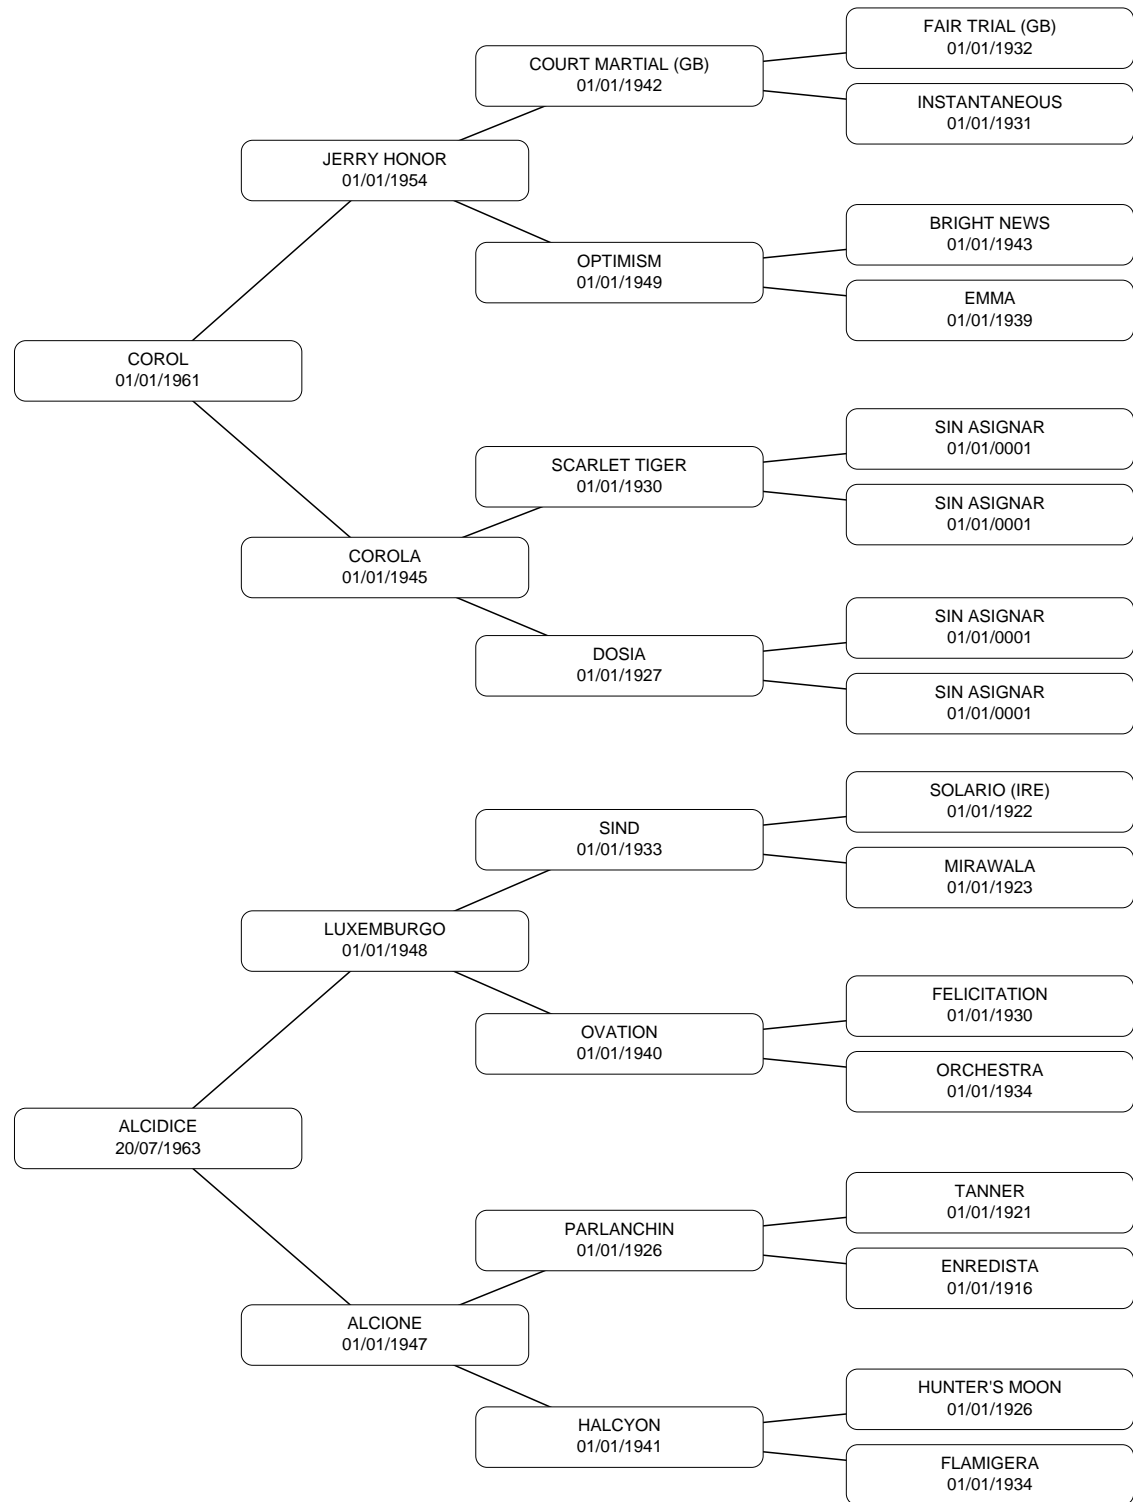 FAIR TRIAL (GB)
01/01/1932
COURT MARTIAL (GB)
01/01/1942
INSTANTANEOUS
01/01/1931
JERRY HONOR
01/01/1954
BRIGHT NEWS
01/01/1943
OPTIMISM
01/01/1949
EMMA
01/01/1939
COROL
01/01/1961
SIN ASIGNAR
01/01/0001
SCARLET TIGER
01/01/1930
SIN ASIGNAR
01/01/0001
COROLA
01/01/1945
SIN ASIGNAR
01/01/0001
DOSIA
01/01/1927
SIN ASIGNAR
01/01/0001
SOLARIO (IRE)
01/01/1922
SIND
01/01/1933
MIRAWALA
01/01/1923
LUXEMBURGO
01/01/1948
FELICITATION
01/01/1930
OVATION
01/01/1940
ORCHESTRA
01/01/1934
ALCIDICE
20/07/1963
TANNER
01/01/1921
PARLANCHIN
01/01/1926
ENREDISTA
01/01/1916
ALCIONE
01/01/1947
HUNTER'S MOON
01/01/1926
HALCYON
01/01/1941
FLAMIGERA
01/01/1934